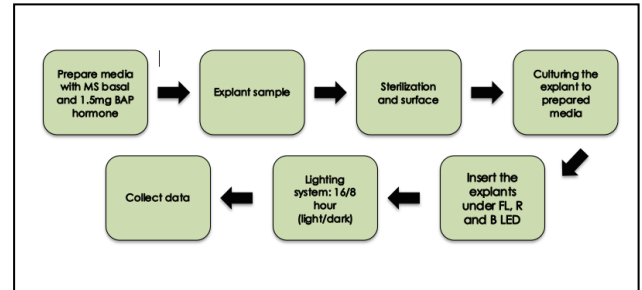 Prepare media
with MS basal
and 1.5mg BAP
hormone
Explant sample
Sterilization
and surface
Culturing the
explant to
prepared
media
Insert the
explants
under FL, R
and B LED
Lighting
system: 16/8
hour
(light/dark)
Collect data